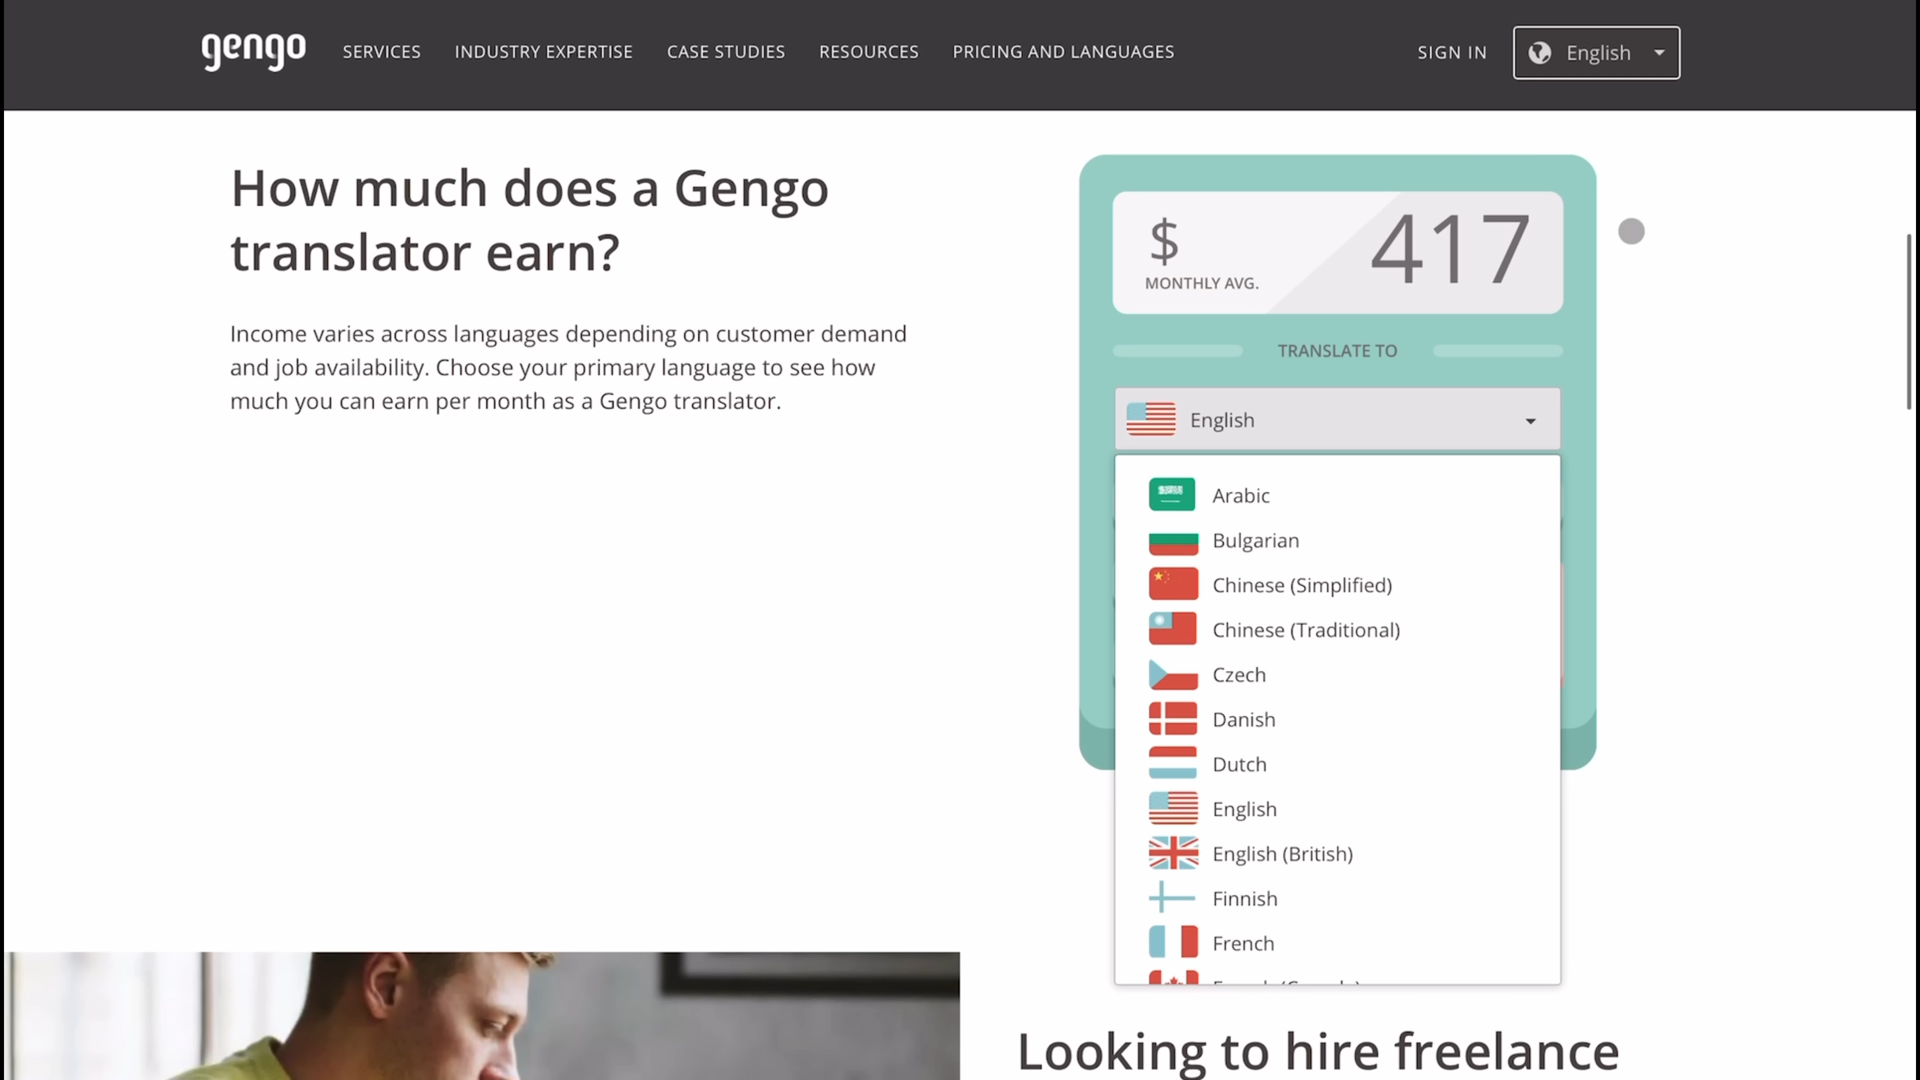 gengo
SERVICES
INDUSTRY EXPERTISE
CASE STUDIES
RESOURCES
PRICING AND LANGUAGES
SIGN IN
English
How much does a Gengo
translator earn?
Income varies across languages depending on customer demand
and job availability. Choose your primary language to see how
much you can earn per month as a Gengo translator.
$
417
MONTHLY AVG.
TRANSLATE TO
English
Arabic
Bulgarian
Chinese (Simplified)
Chinese (Traditional)
Czech
Danish
Dutch
English
English (British)
Finnish
French
Looking to hire freelance